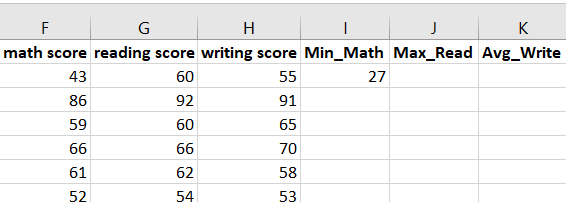 F G H I J K
math score reading score writing score Min_Math Max_Read Avg_Write
43 60 55 27
86 92 91
59 60 65
66 66 70
61 62 58
52 54 53